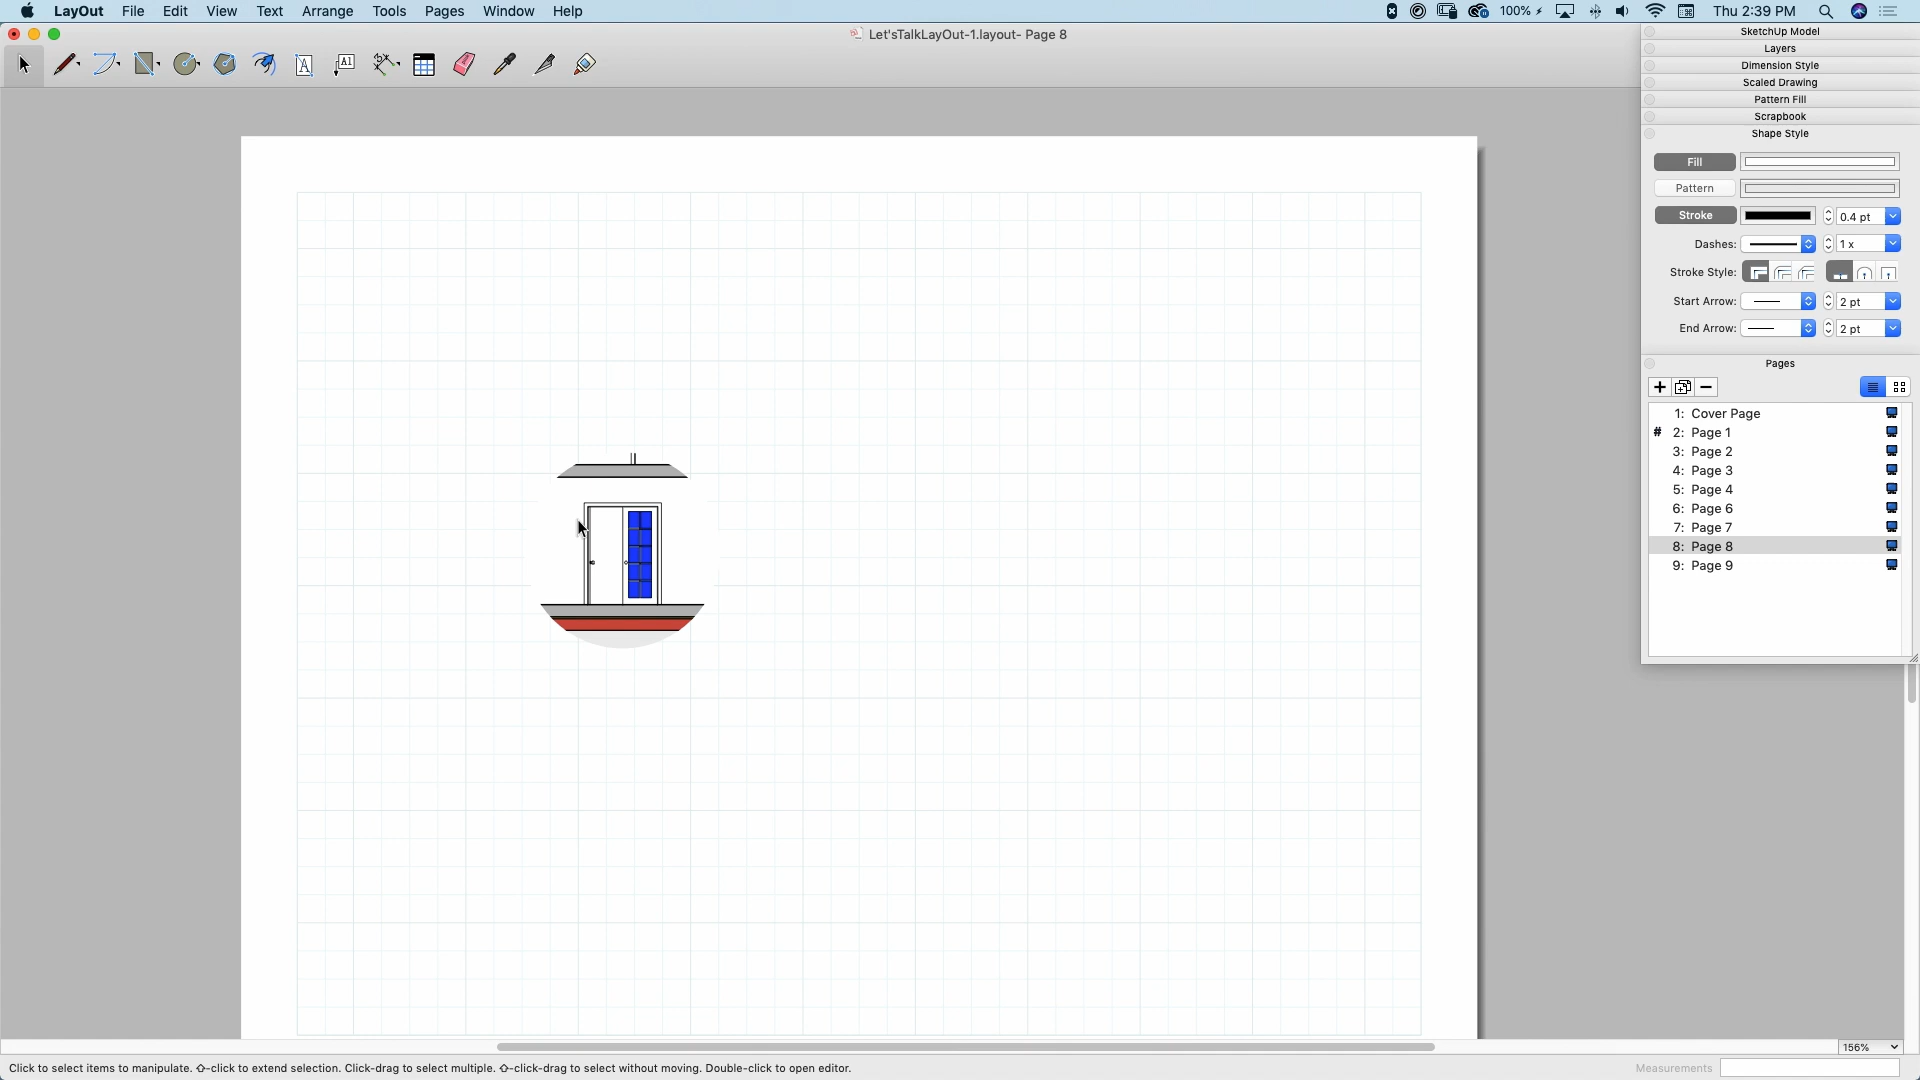 LayOut File Edit View Text Arrange Tools Pages Window Help 100% Thu 2:39 PM
Let'sTalkLayOut-1.layout- Page 8
A A1
SketchUp Model
Layers
Dimension Style
Scaled Drawing
Pattern Fill
Scrapbook
Shape Style
Fill
Pattern
Stroke 0.4 pt
Dashes: 1 x
Stroke Style:
Start Arrow: 2 pt
End Arrow: 2 pt
Pages
1: Cover Page
# 2: Page 1
3: Page 2
4: Page 3
5: Page 4
6: Page 6
7: Page 7
8: Page 8
9: Page 9
156%
Click to select items to manipulate. ⇧-click to extend selection. Click-drag to select multiple. ⇧-click-drag to select without moving. Double-click to open editor. Measurements